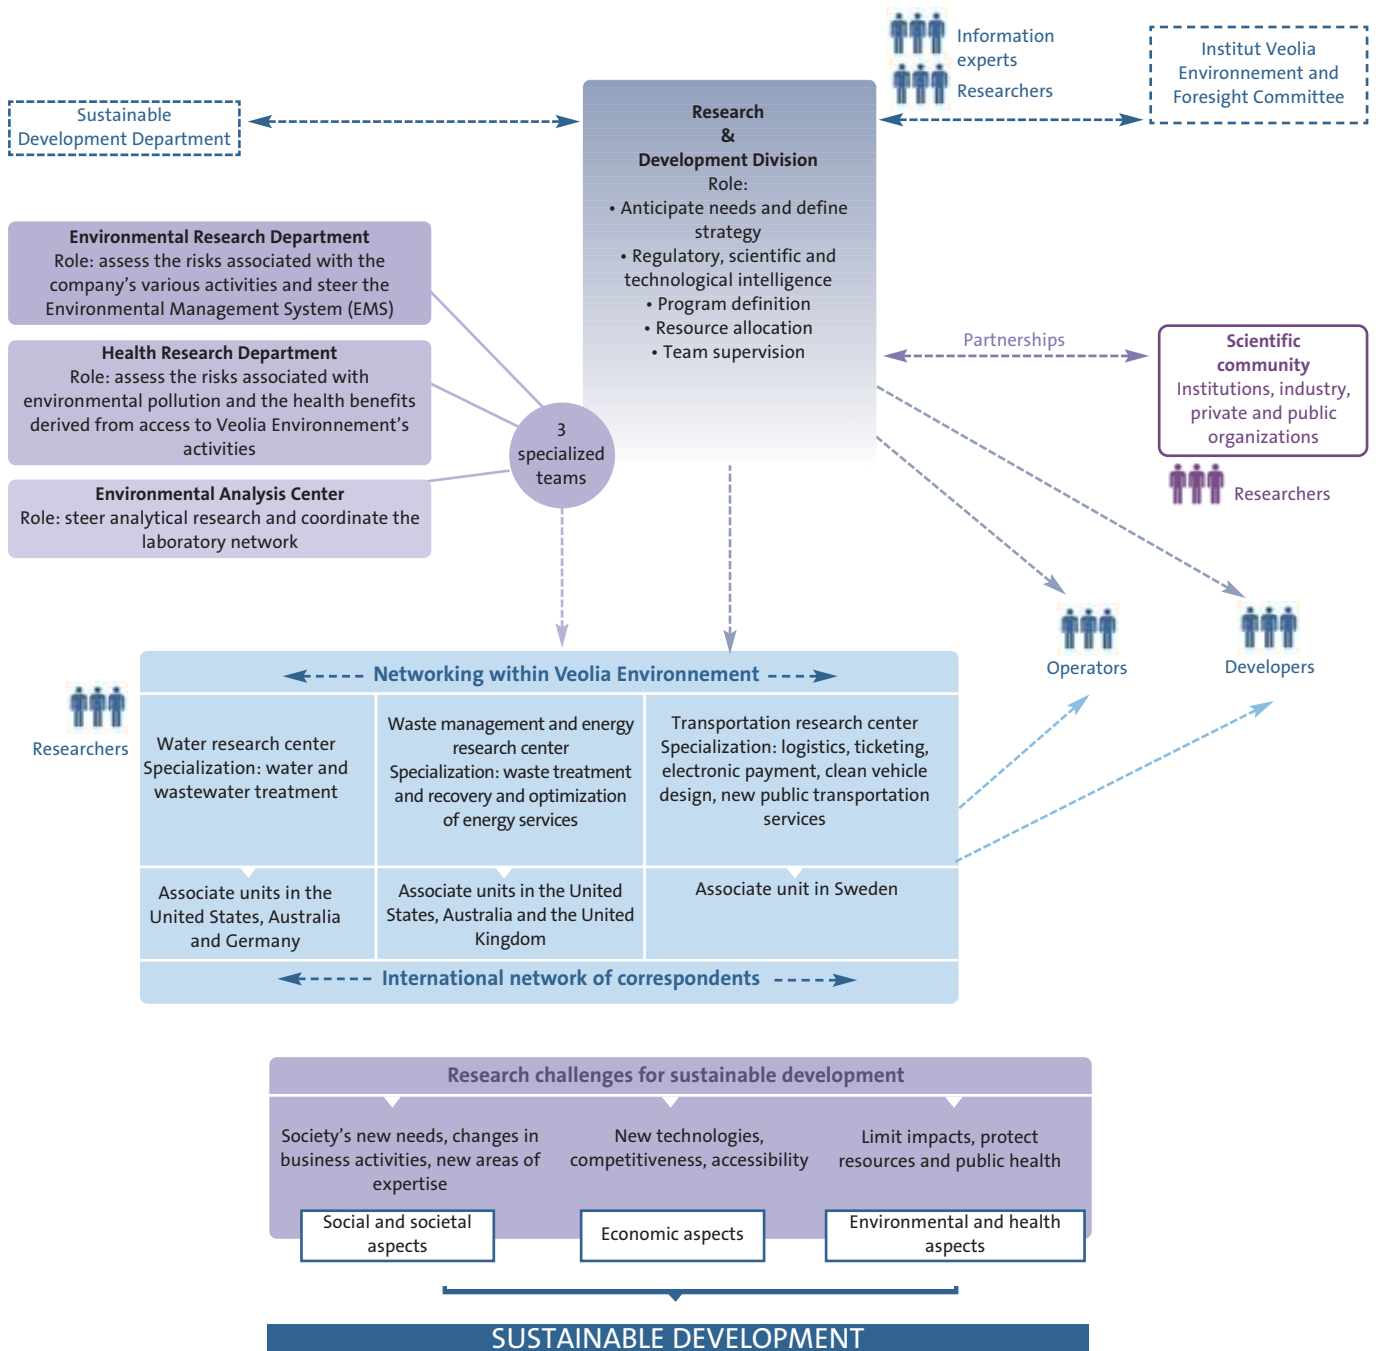 Information
experts
Researchers
Institut Veolia
Environnement and
Foresight Committee
Sustainable
Development Department
Research
&
Development Division
Role:
• Anticipate needs and define
strategy
• Regulatory, scientific and
technological intelligence
• Program definition
• Resource allocation
• Team supervision
Environmental Research Department
Role: assess the risks associated with the
company's various activities and steer the
Environmental Management System (EMS)
Health Research Department
Role: assess the risks associated with
environmental pollution and the health benefits
derived from access to Veolia Environnement's
activities
Environmental Analysis Center
Role: steer analytical research and coordinate the
laboratory network
3
specialized
teams
Partnerships
Scientific
community
Institutions, industry,
private and public
organizations
Researchers
Operators
Developers
Researchers
Networking within Veolia Environnement
Water research center
Specialization: water and
wastewater treatment
Waste management and energy
research center
Specialization: waste treatment
and recovery and optimization
of energy services
Transportation research center
Specialization: logistics, ticketing,
electronic payment, clean vehicle
design, new public transportation
services
Associate units in the
United States, Australia
and Germany
Associate units in the United
States, Australia and the United
Kingdom
Associate unit in Sweden
International network of correspondents
Research challenges for sustainable development
Society's new needs, changes in
business activities, new areas of
expertise
New technologies,
competitiveness, accessibility
Limit impacts, protect
resources and public health
Social and societal
aspects
Economic aspects
Environmental and health
aspects
SUSTAINABLE DEVELOPMENT